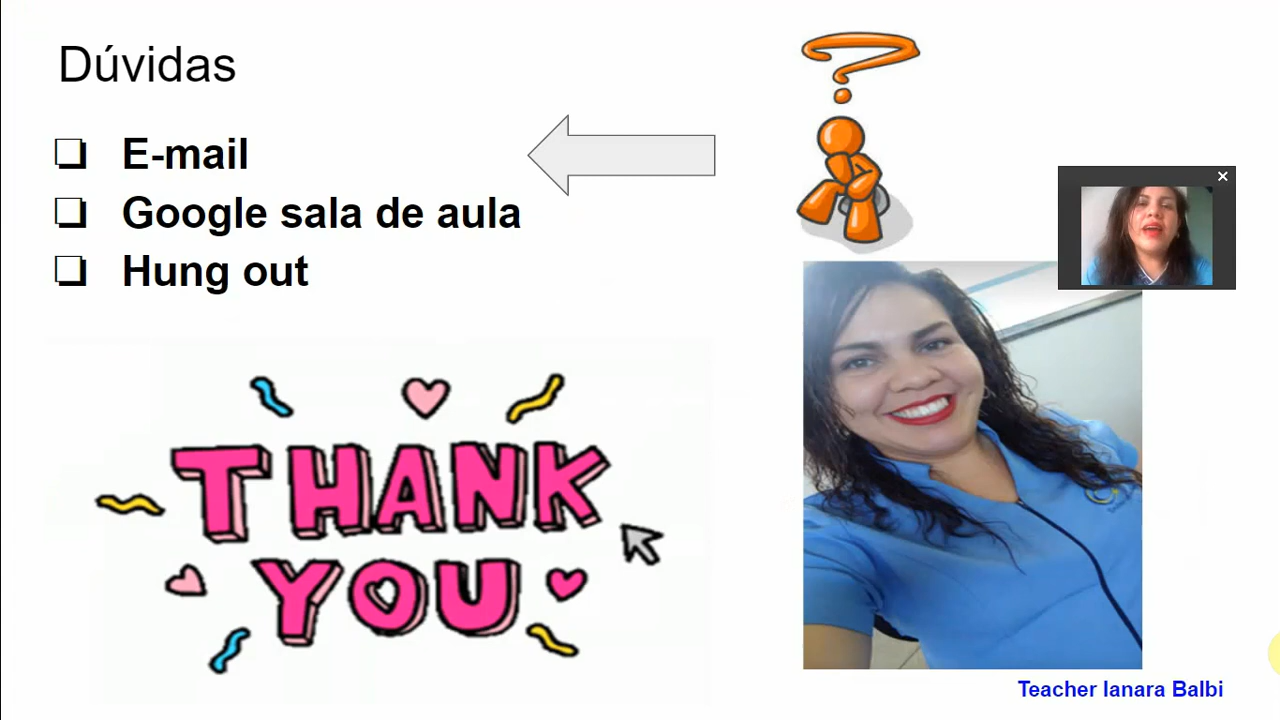 Dúvidas
E-mail
Google sala de aula
Hung out
THANK
YOU
Teacher Ianara Balbi